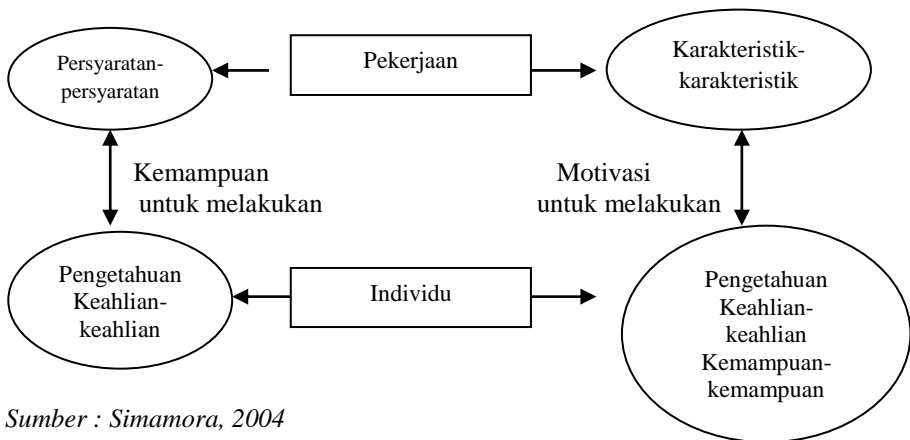 Persyaratan-
persyaratan
Pekerjaan
Karakteristik-
karakteristik
Kemampuan
untuk melakukan
Motivasi
untuk melakukan
Pengetahuan
Keahlian-
keahlian
Individu
Pengetahuan
Keahlian-
keahlian
Kemampuan-
kemampuan
Sumber : Simamora, 2004